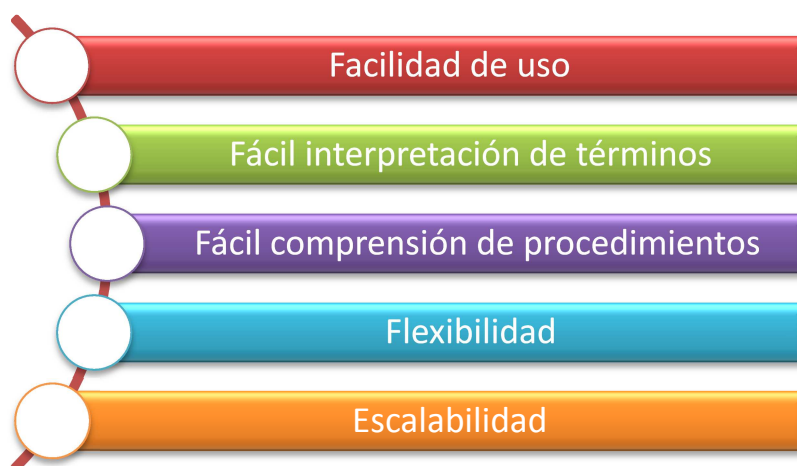 Facilidad de uso
Fácil interpretación de términos
Fácil comprensión de procedimientos
Flexibilidad
Escalabilidad